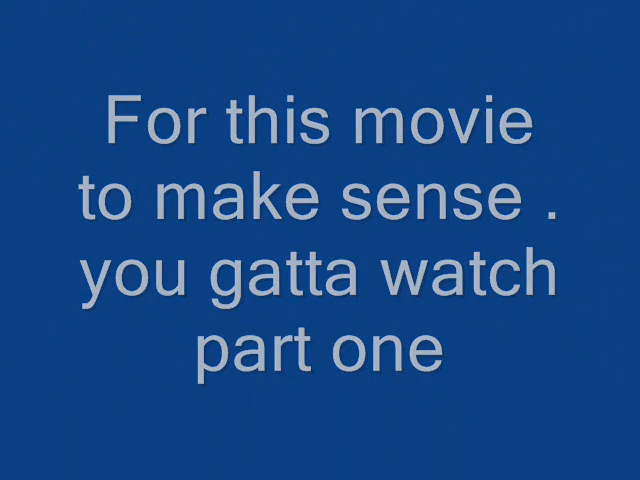 For this movie
to make sense .
you gatta watch
part one